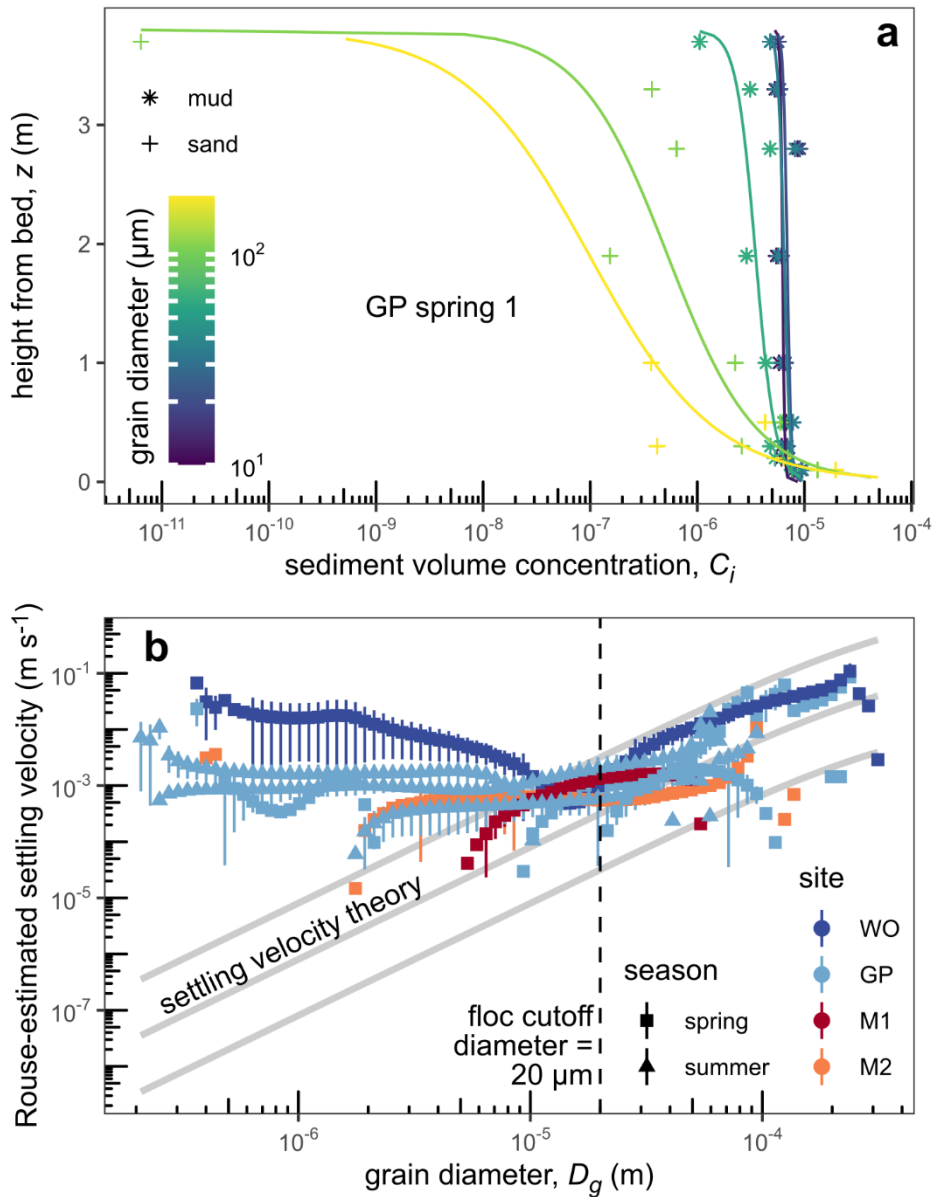 a
mud
sand
height from bed, z (m)
3
2
1
0
grain diameter (μm)
10²
10¹
GP spring 1
10⁻¹¹ 10⁻¹⁰ 10⁻⁹ 10⁻⁸ 10⁻⁷ 10⁻⁶ 10⁻⁵ 10⁻⁴
sediment volume concentration, Cᵢ
b
Rouse-estimated settling velocity (m s⁻¹)
10⁻¹
10⁻³
10⁻⁵
10⁻⁷
settling velocity theory
floc cutoff
diameter =
20 μm
season
spring
summer
site
WO
GP
M1
M2
10⁻⁶ 10⁻⁵ 10⁻⁴
grain diameter, D_g (m)